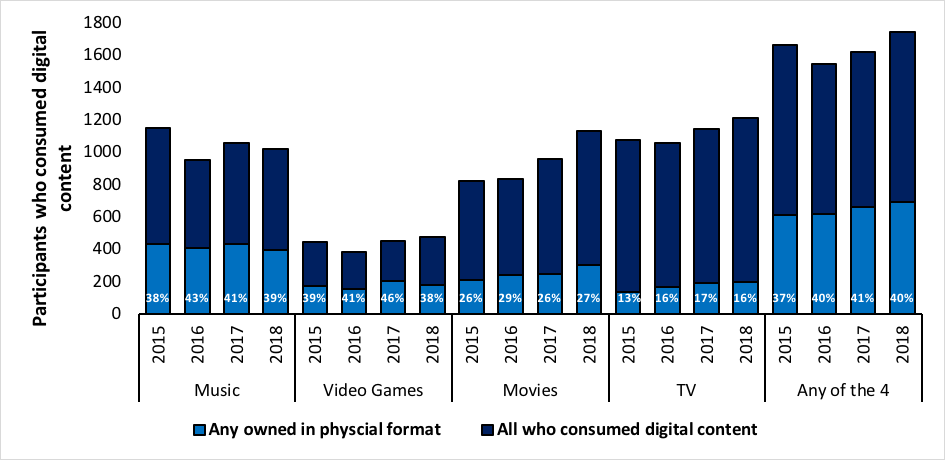 Participants who consumed digital
content
1800
1600
1400
1200
1000
800
600
400
200
0
38% 43% 41% 39% 39% 41% 46% 38% 26% 29% 26% 27% 13% 16% 17% 16% 37% 40% 41% 40%
2015 2016 2017 2018 2015 2016 2017 2018 2015 2016 2017 2018 2015 2016 2017 2018 2015 2016 2017 2018
Music Video Games Movies TV Any of the 4
Any owned in physcial format All who consumed digital content